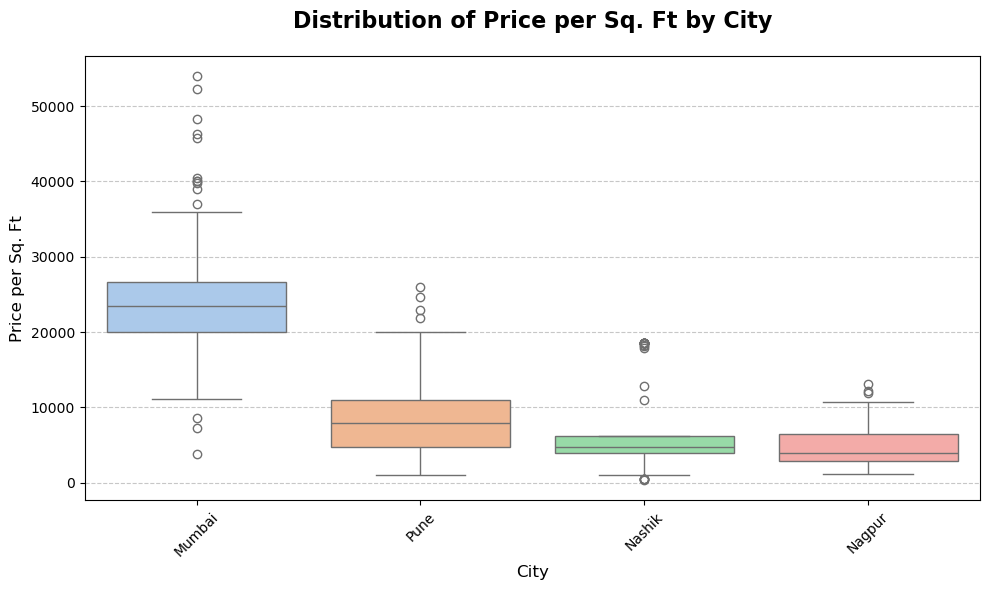 Distribution of Price per Sq. Ft by City
Price per Sq. Ft
50000
40000
30000
20000
10000
0
Mumbai
Pune
Nashik
Nagpur
City